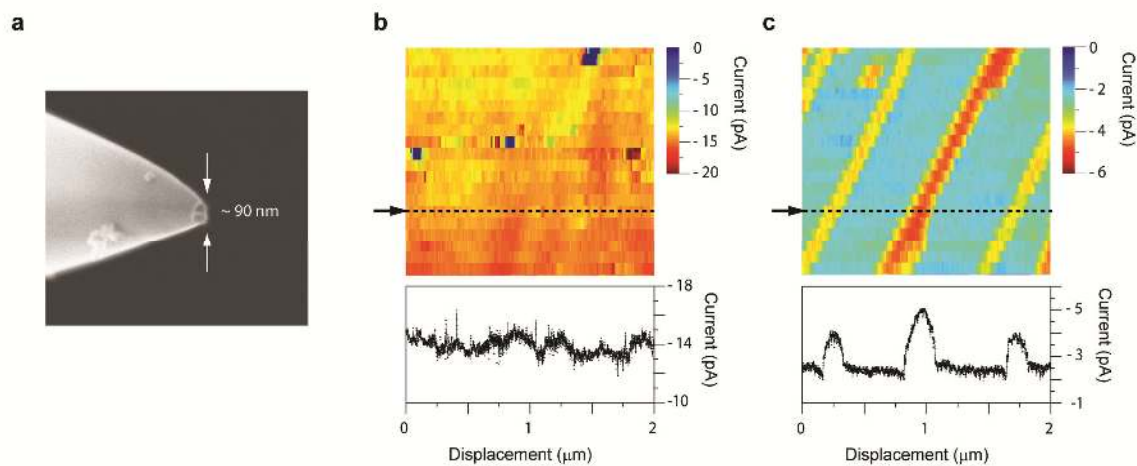 a
~ 90 nm
b
0
- 5
- 10
- 15
- 20
Current (pA)
- 18
- 14
- 10
Current (pA)
0
1
2
Displacement (µm)
c
0
- 2
- 4
- 6
Current (pA)
- 5
- 3
- 1
Current (pA)
0
1
2
Displacement (µm)